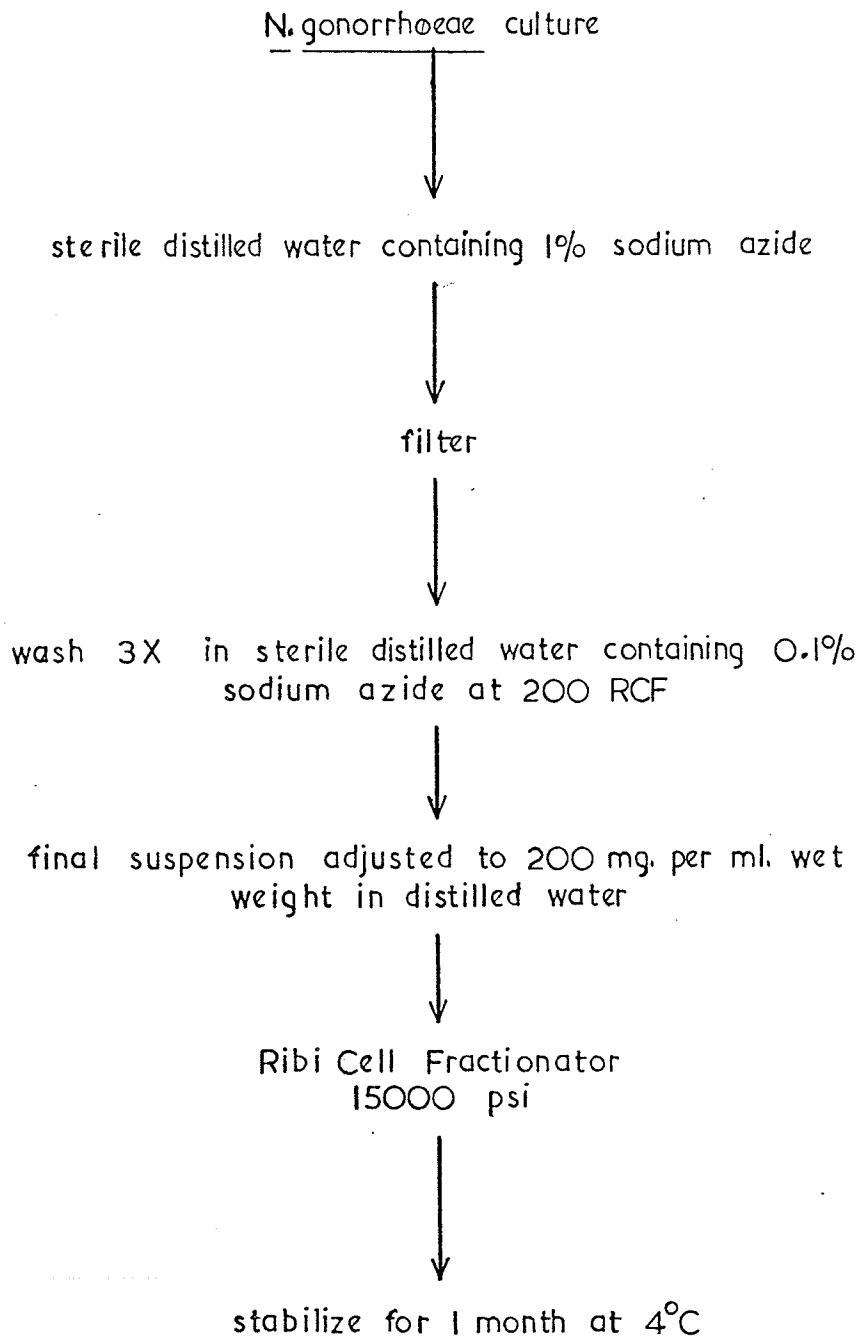 N. gonorrhoeae culture
sterile distilled water containing 1% sodium azide
filter
wash 3X in sterile distilled water containing 0.1%
sodium azide at 200 RCF
final suspension adjusted to 200 mg. per ml. wet
weight in distilled water
Ribi Cell Fractionator
15000 psi
stabilize for 1 month at 4°C